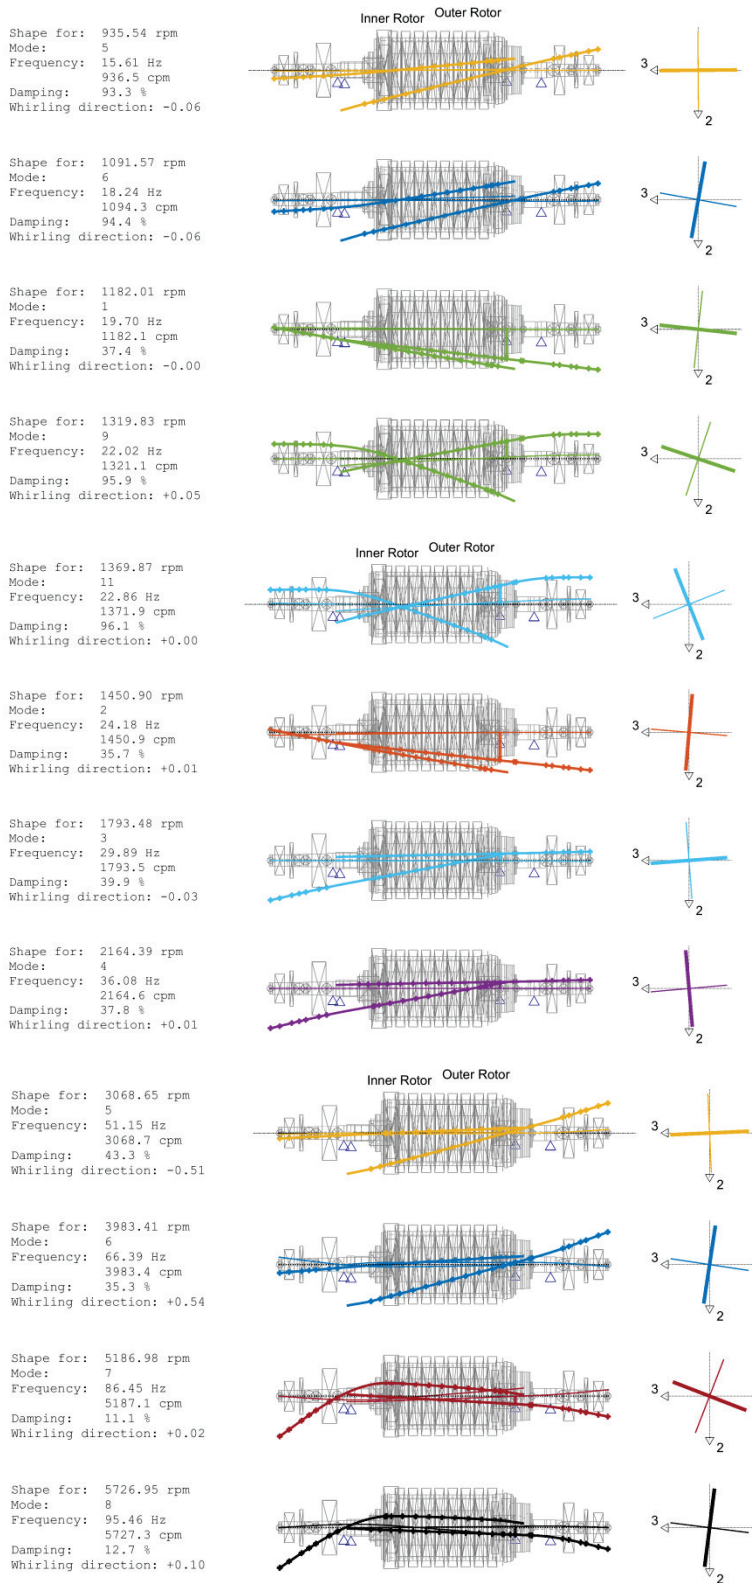 Inner Rotor Outer Rotor
Shape for: 935.54 rpm
Mode: 5
Frequency: 15.61 Hz
936.5 cpm
Damping: 93.3 %
Whirling direction: -0.06
3
2
Shape for: 1091.57 rpm
Mode: 6
Frequency: 18.24 Hz
1094.3 cpm
Damping: 94.4 %
Whirling direction: -0.06
3
2
Shape for: 1182.01 rpm
Mode: 1
Frequency: 19.70 Hz
1182.1 cpm
Damping: 37.4 %
Whirling direction: -0.00
3
2
Shape for: 1319.83 rpm
Mode: 9
Frequency: 22.02 Hz
1321.1 cpm
Damping: 95.9 %
Whirling direction: +0.05
3
2
Inner Rotor Outer Rotor
Shape for: 1369.87 rpm
Mode: 11
Frequency: 22.86 Hz
1371.9 cpm
Damping: 96.1 %
Whirling direction: +0.00
3
2
Shape for: 1450.90 rpm
Mode: 2
Frequency: 24.18 Hz
1450.9 cpm
Damping: 35.7 %
Whirling direction: +0.01
3
2
Shape for: 1793.48 rpm
Mode: 3
Frequency: 29.89 Hz
1793.5 cpm
Damping: 39.9 %
Whirling direction: -0.03
3
2
Shape for: 2164.39 rpm
Mode: 4
Frequency: 36.08 Hz
2164.6 cpm
Damping: 37.8 %
Whirling direction: +0.01
3
2
Inner Rotor Outer Rotor
Shape for: 3068.65 rpm
Mode: 5
Frequency: 51.15 Hz
3068.7 cpm
Damping: 43.3 %
Whirling direction: -0.51
3
2
Shape for: 3983.41 rpm
Mode: 6
Frequency: 66.39 Hz
3983.4 cpm
Damping: 35.3 %
Whirling direction: +0.54
3
2
Shape for: 5186.98 rpm
Mode: 7
Frequency: 86.45 Hz
5187.1 cpm
Damping: 11.1 %
Whirling direction: +0.02
3
2
Shape for: 5726.95 rpm
Mode: 8
Frequency: 95.46 Hz
5727.3 cpm
Damping: 12.7 %
Whirling direction: +0.10
3
2